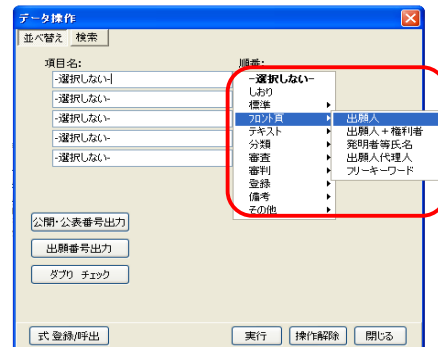 データ操作
並べ替え 検索
項目名: 順番:
-選択しない-
-選択しない-
-選択しない-
-選択しない-
-選択しない-
-選択しない-
しおり
標準
フロント頁
テキスト
分類
審査
審判
登録
備考
その他
出願人
出願人＋権利者
発明者等氏名
出願人代理人
フリーキーワード
公開・公表番号出力
出願番号出力
ダブリ チェック
式 登録/呼出 実行 操作解除 閉じる